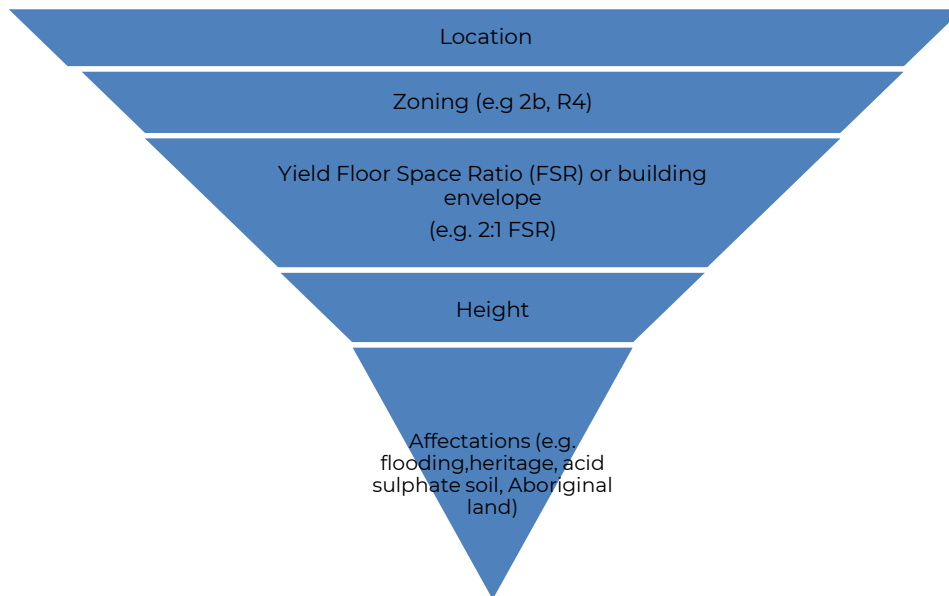 Location
Zoning (e.g 2b, R4)
Yield Floor Space Ratio (FSR) or building
envelope
(e.g. 2:1 FSR)
Height
Affectations (e.g.
flooding,heritage, acid
sulphate soil, Aboriginal
land)